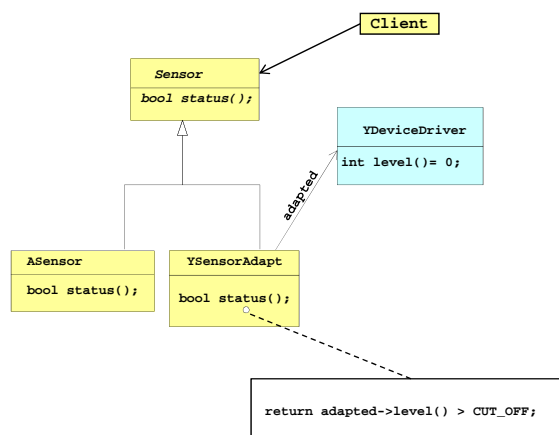 Client
Sensor
bool status();
YDeviceDriver
int level()= 0;
adapted
ASensor
bool status();
YSensorAdapt
bool status();
return adapted->level() > CUT_OFF;